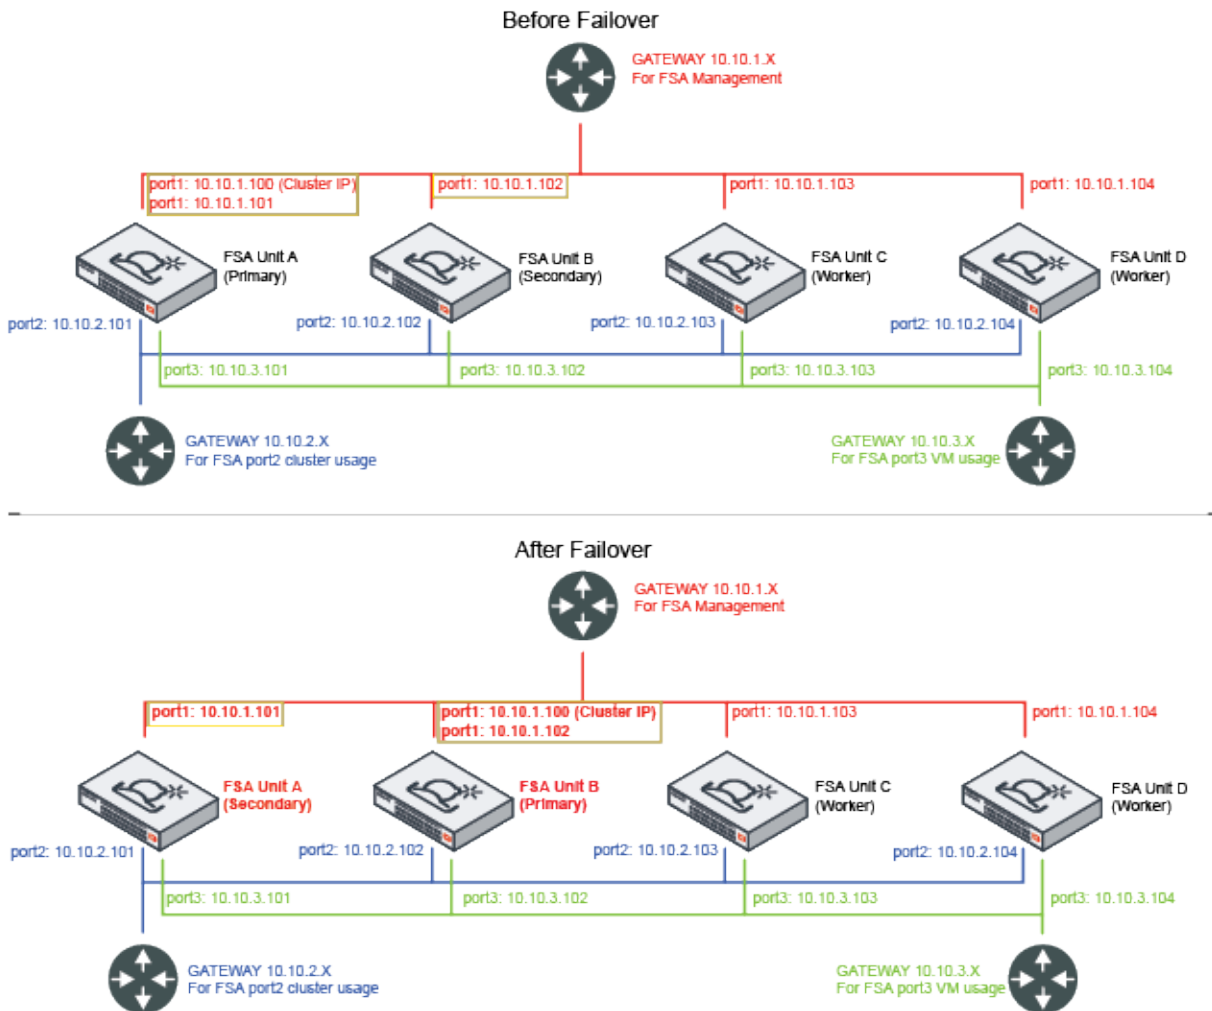 Before Failover
GATEWAY 10.10.1.X
For FSA Management
port1: 10.10.1.100 (Cluster IP)
port1: 10.10.1.101
port1: 10.10.1.102
port1: 10.10.1.103
port1: 10.10.1.104
FSA Unit A
(Primary)
FSA Unit B
(Secondary)
FSA Unit C
(Worker)
FSA Unit D
(Worker)
port2: 10.10.2.101
port2: 10.10.2.102
port2: 10.10.2.103
port2: 10.10.2.104
port3: 10.10.3.101
port3: 10.10.3.102
port3: 10.10.3.103
port3: 10.10.3.104
GATEWAY 10.10.2.X
For FSA port2 cluster usage
GATEWAY 10.10.3.X
For FSA port3 VM usage
After Failover
GATEWAY 10.10.1.X
For FSA Management
port1: 10.10.1.101
port1: 10.10.1.100 (Cluster IP)
port1: 10.10.1.102
port1: 10.10.1.103
port1: 10.10.1.104
FSA Unit A
(Secondary)
FSA Unit B
(Primary)
FSA Unit C
(Worker)
FSA Unit D
(Worker)
port2: 10.10.2.101
port2: 10.10.2.102
port2: 10.10.2.103
port2: 10.10.2.104
port3: 10.10.3.101
port3: 10.10.3.102
port3: 10.10.3.103
port3: 10.10.3.104
GATEWAY 10.10.2.X
For FSA port2 cluster usage
GATEWAY 10.10.3.X
For FSA port3 VM usage